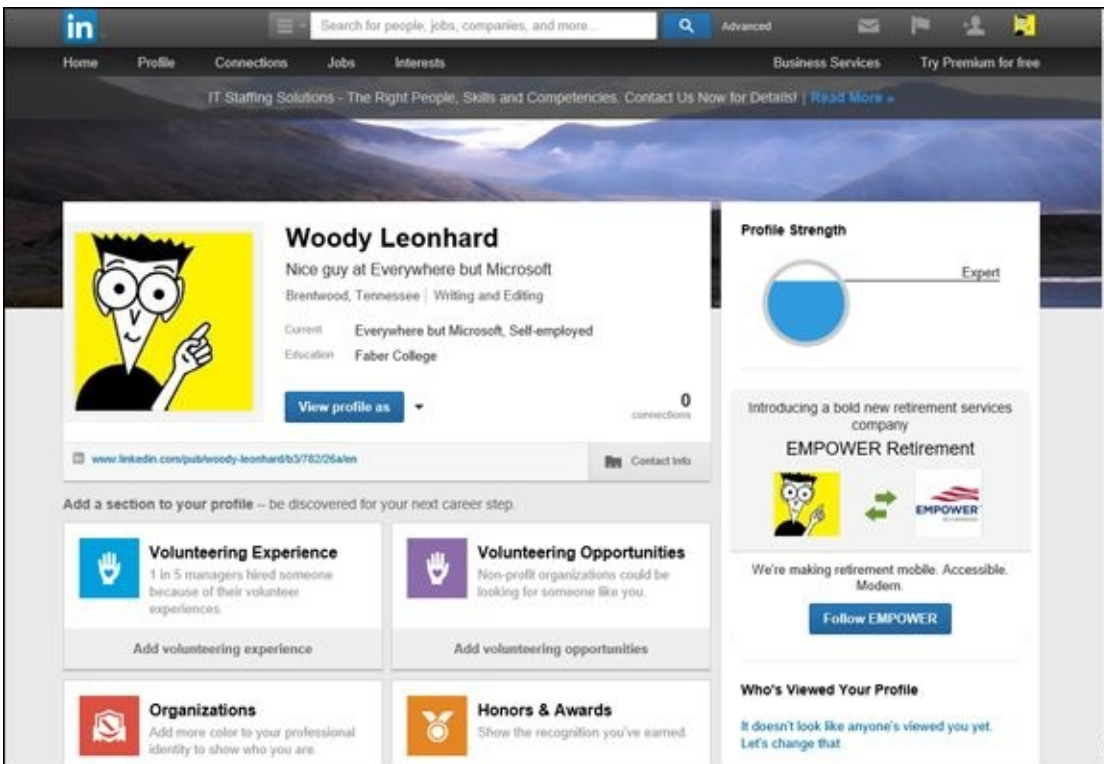 in
Search for people, jobs, companies, and more...
Advanced
Home Profile Connections Jobs Interests
Business Services Try Premium for free
IT Staffing Solutions - The Right People, Skills and Competencies. Contact Us Now for Details! | Read More »
Woody Leonhard
Nice guy at Everywhere but Microsoft
Brentwood, Tennessee | Writing and Editing
Current Everywhere but Microsoft, Self-employed
Education Faber College
View profile as
0
connections
www.linkedin.com/pub/woody-leonhard/b3/782/26a/en
Contact Info
Add a section to your profile – be discovered for your next career step.
Volunteering Experience
1 in 5 managers hired someone
because of their volunteer
experiences.
Add volunteering experience
Volunteering Opportunities
Non-profit organizations could be
looking for someone like you.
Add volunteering opportunities
Organizations
Add more color to your professional
identity to show who you are.
Honors & Awards
Show the recognition you've earned.
Profile Strength
Expert
Introducing a bold new retirement services
company
EMPOWER Retirement
EMPOWER
We're making retirement mobile. Accessible.
Modern.
Follow EMPOWER
Who's Viewed Your Profile
It doesn't look like anyone's viewed you yet.
Let's change that